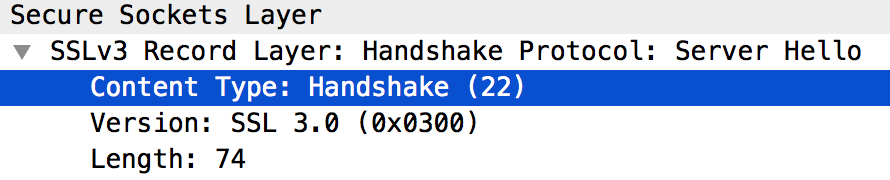 Secure Sockets Layer
SSLv3 Record Layer: Handshake Protocol: Server Hello
Content Type: Handshake (22)
Version: SSL 3.0 (0x0300)
Length: 74